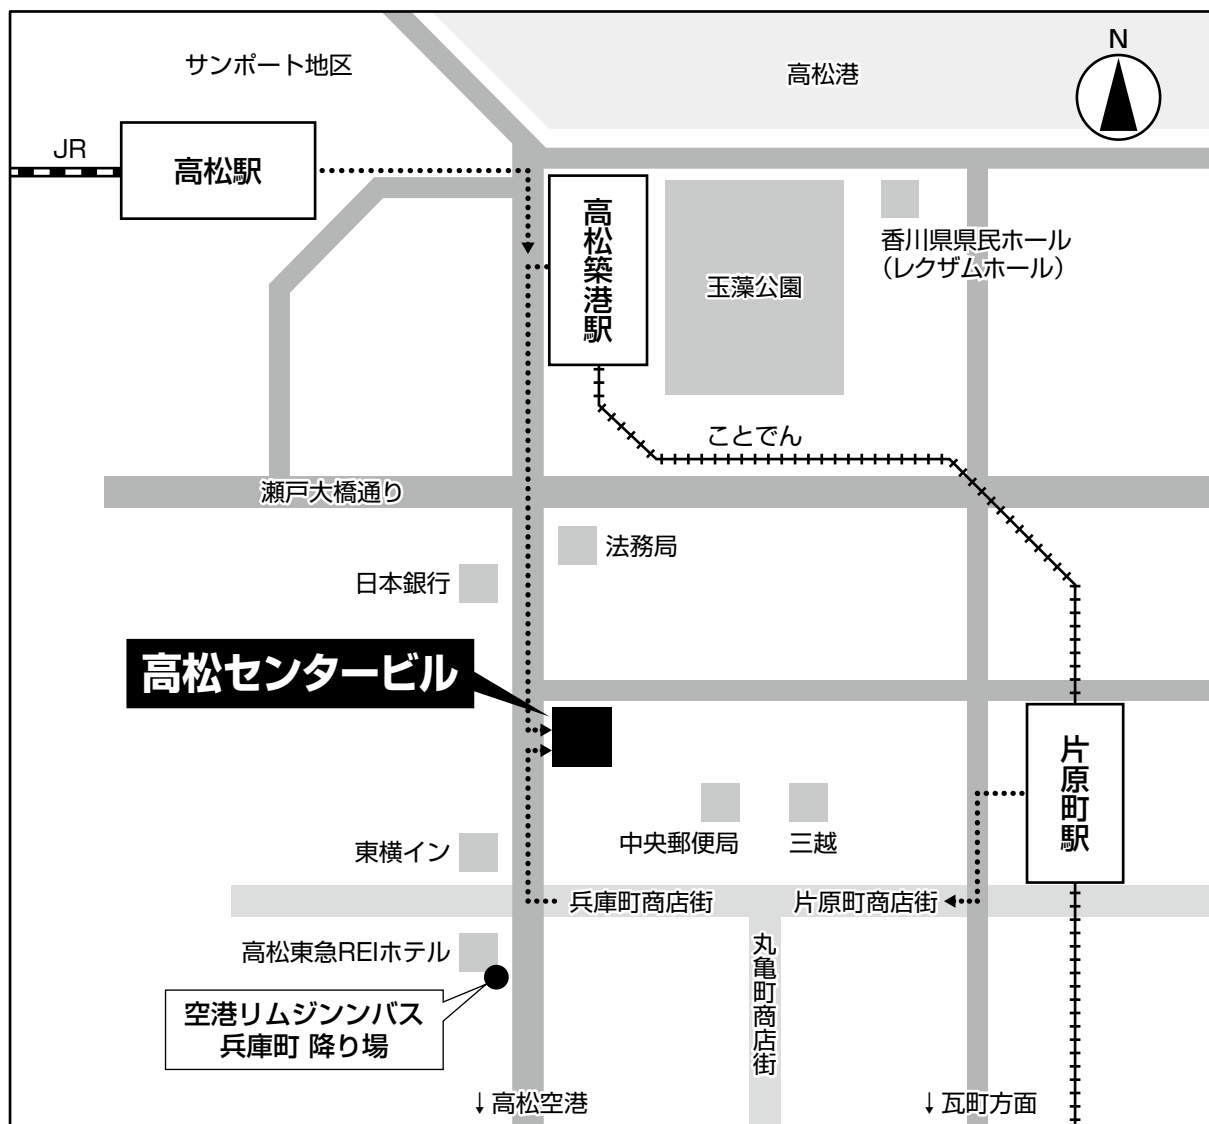 サンポート地区
高松港
N
JR
高松駅
高松築港駅
玉藻公園
香川県県民ホール
（レクザムホール）
ことでん
瀬戸大橋通り
法務局
日本銀行
高松センタービル
片原町駅
中央郵便局
三越
東横イン
兵庫町商店街
片原町商店街
高松東急REIホテル
丸亀町商店街
空港リムジンンバス
兵庫町 降り場
↓高松空港
↓瓦町方面